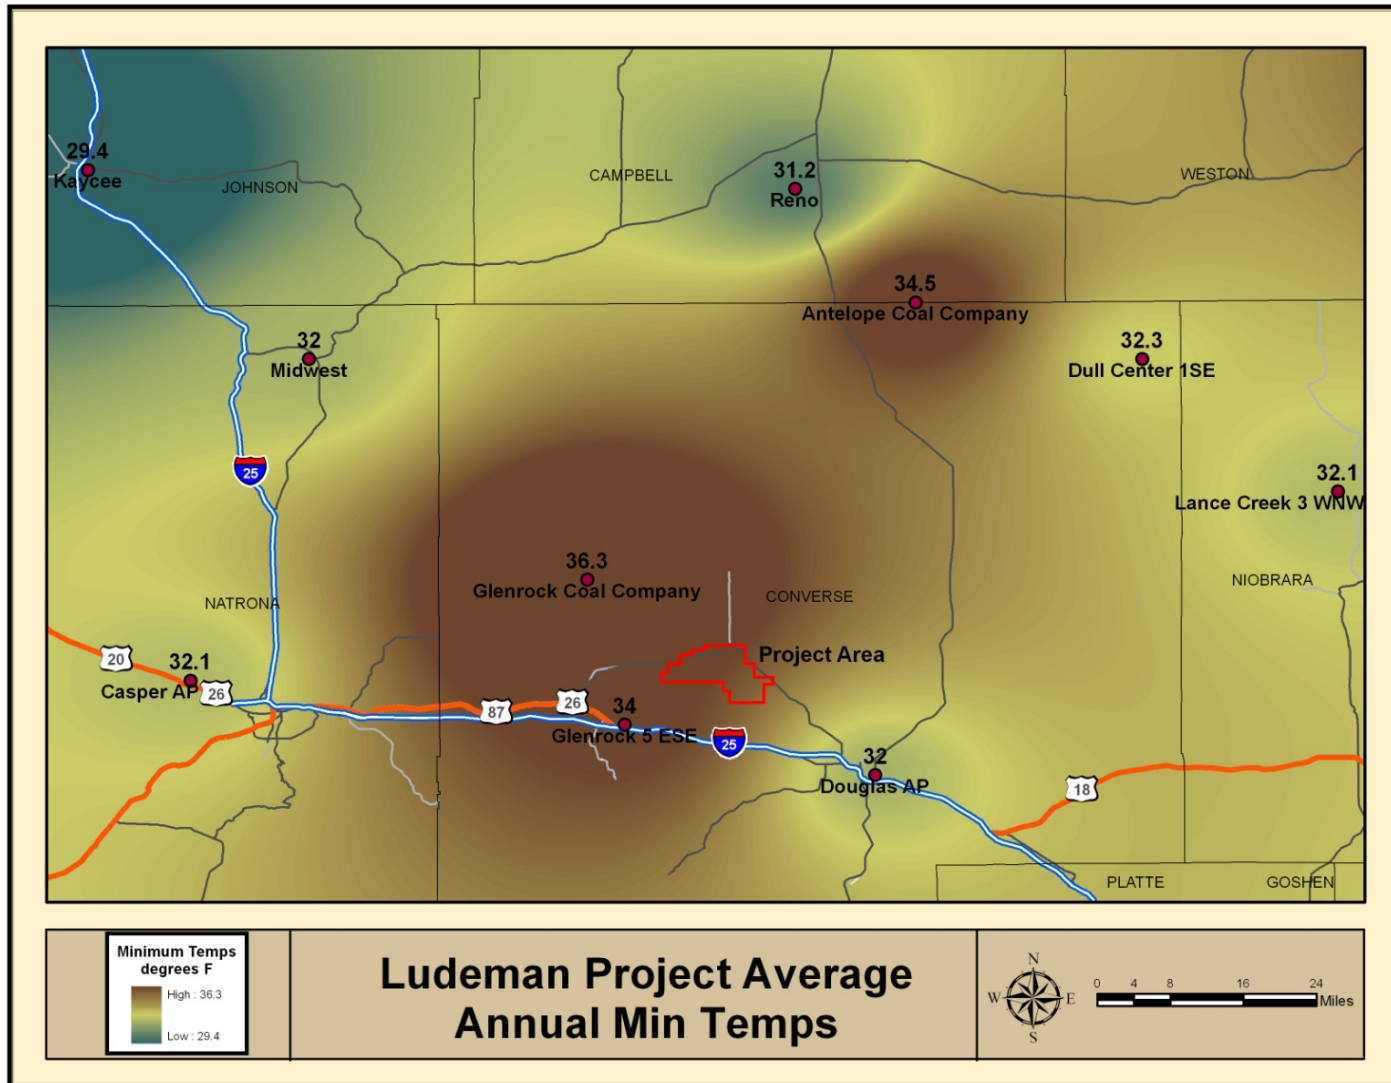 29.4
Kaycee
JOHNSON
CAMPBELL
31.2
Reno
WESTON
34.5
Antelope Coal Company
32
Midwest
32.3
Dull Center 1SE
25
32.1
Lance Creek 3 WNW
36.3
Glenrock Coal Company
NATRONA
CONVERSE
NIOBRARA
20
32.1
Casper AP
26
Project Area
87
26
34
Glenrock 5 ESE
25
32
Douglas AP
18
PLATTE
GOSHEN
Minimum Temps
degrees F
High : 36.3
Low : 29.4
Ludeman Project Average
Annual Min Temps
N
W
E
S
0 4 8 16 24
Miles